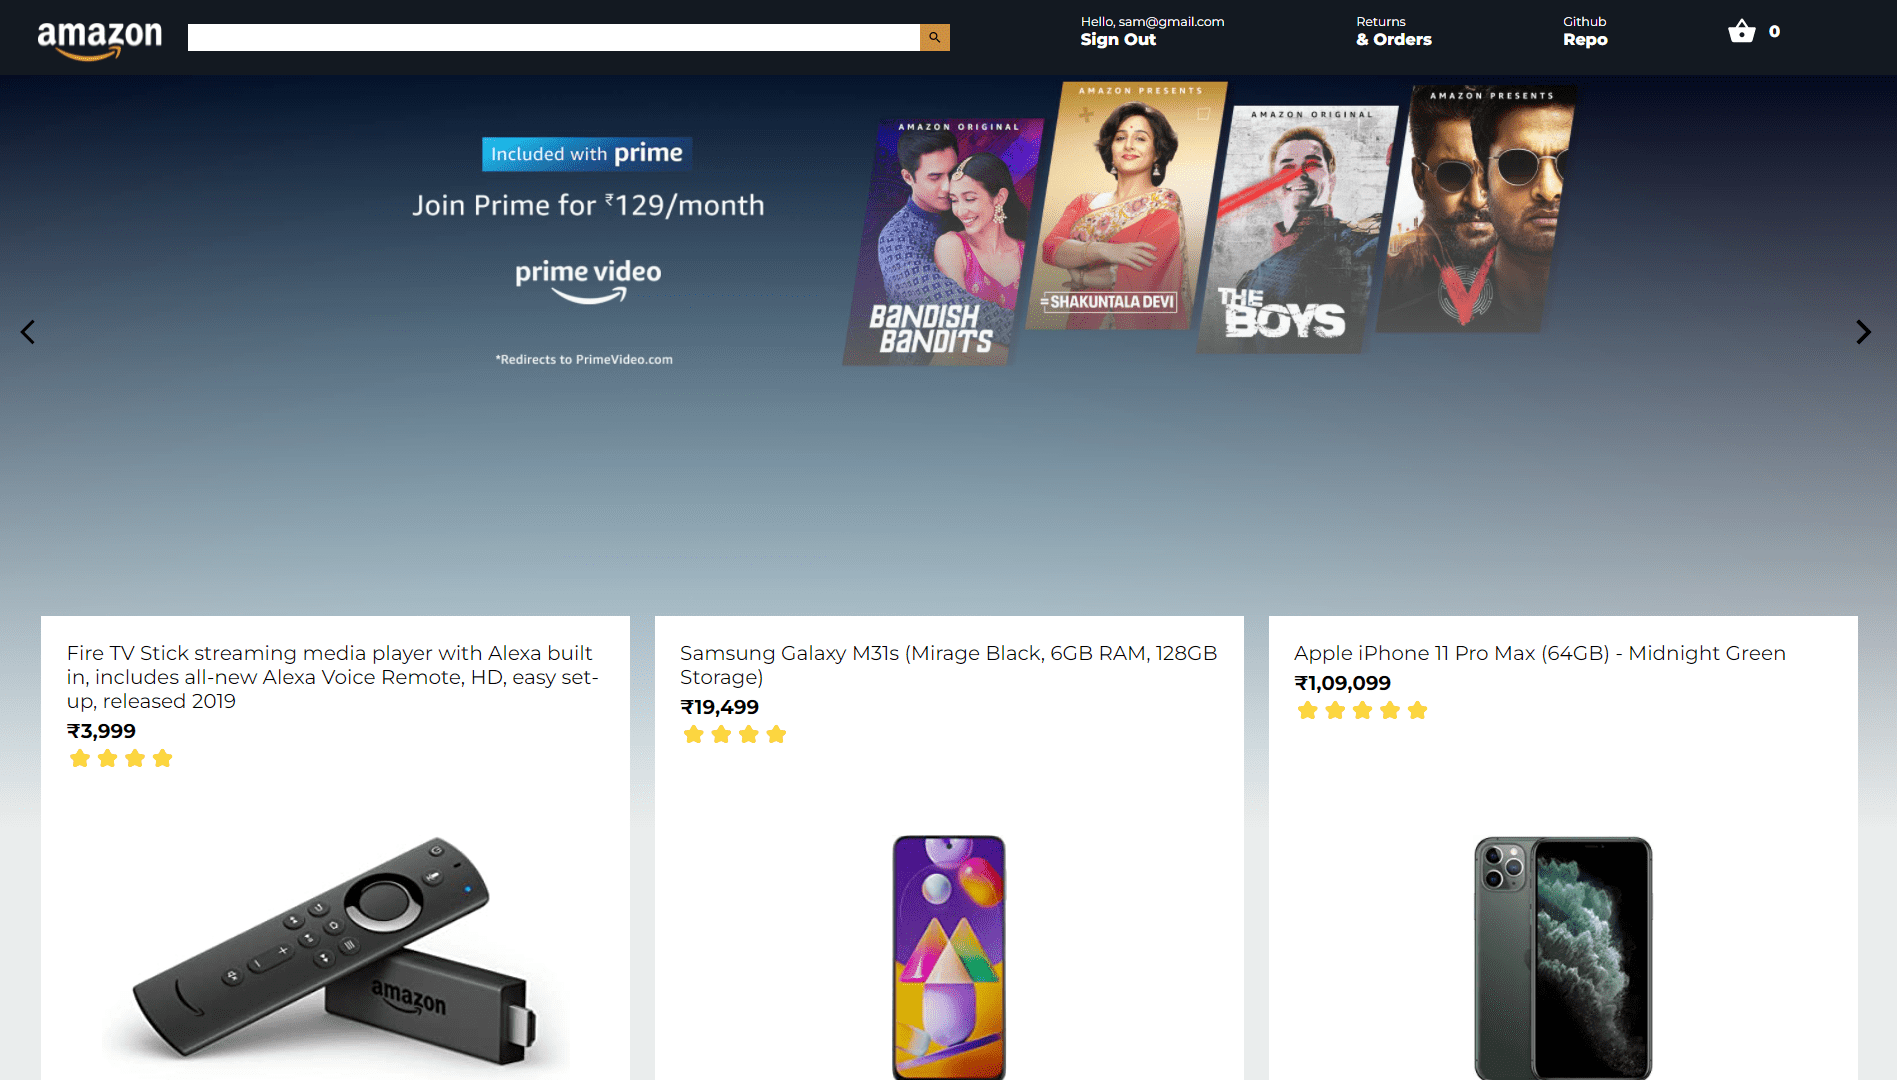 amazon
Hello, sam@gmail.com
Sign Out
Returns
& Orders
Github
Repo
0
Included with prime
Join Prime for ₹129/month
prime video
*Redirects to PrimeVideo.com
AMAZON ORIGINAL
BANDISH
BANDITS
AMAZON PRESENTS
SHAKUNTALA DEVI
AMAZON ORIGINAL
THE
BOYS
AMAZON PRESENTS
V
Fire TV Stick streaming media player with Alexa built
in, includes all-new Alexa Voice Remote, HD, easy set-
up, released 2019
₹3,999
amazon
Samsung Galaxy M31s (Mirage Black, 6GB RAM, 128GB
Storage)
₹19,499
Apple iPhone 11 Pro Max (64GB) - Midnight Green
₹1,09,099